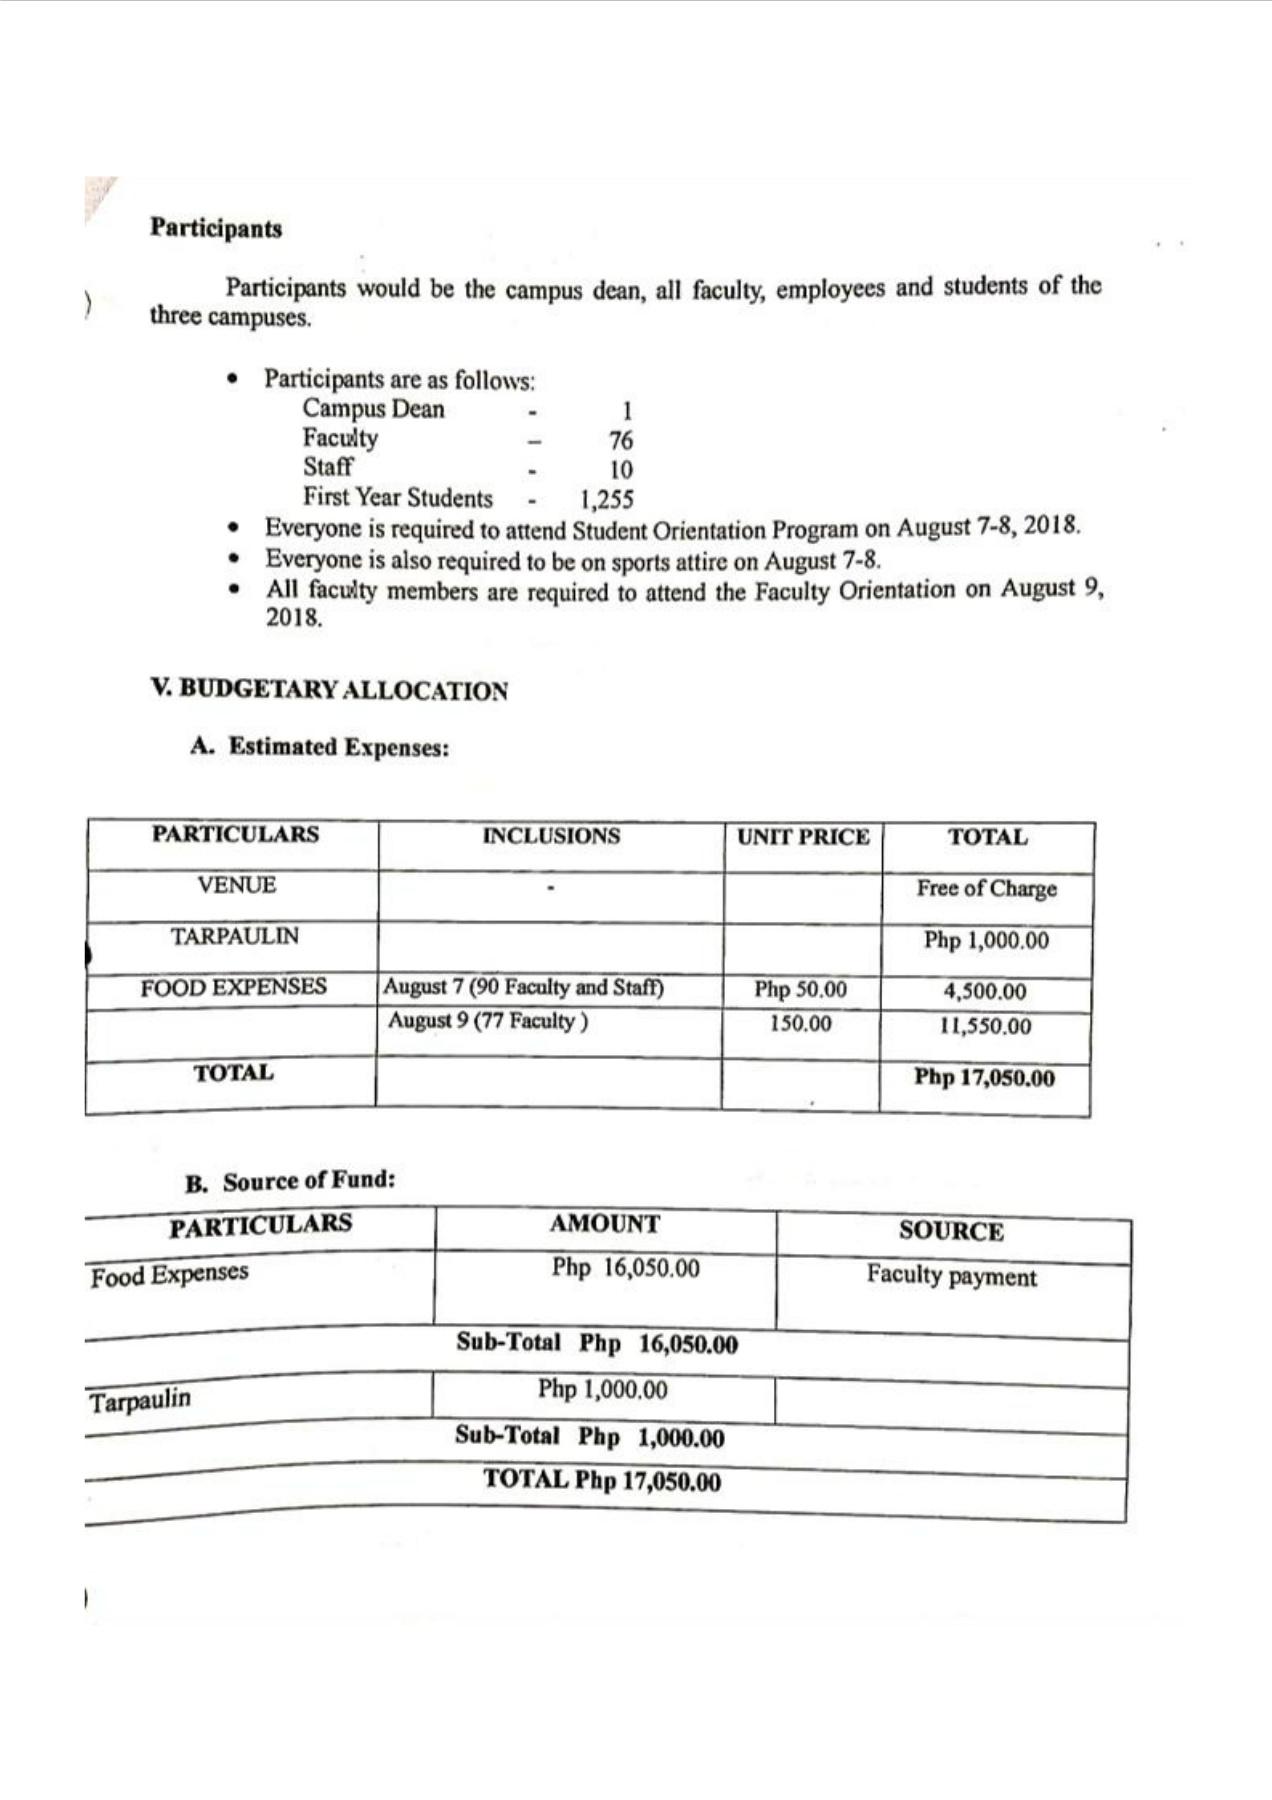 Participants
Participants would be the campus dean, all faculty, employees and students of the
three campuses.
• Participants are as follows:
Campus Dean - 1
Faculty – 76
Staff - 10
First Year Students - 1,255
• Everyone is required to attend Student Orientation Program on August 7-8, 2018.
• Everyone is also required to be on sports attire on August 7-8.
• All faculty members are required to attend the Faculty Orientation on August 9,
2018.
V. BUDGETARY ALLOCATION
A. Estimated Expenses:
PARTICULARS INCLUSIONS UNIT PRICE TOTAL
VENUE - Free of Charge
TARPAULIN Php 1,000.00
FOOD EXPENSES August 7 (90 Faculty and Staff) Php 50.00 4,500.00
August 9 (77 Faculty ) 150.00 11,550.00
TOTAL Php 17,050.00
B. Source of Fund:
PARTICULARS AMOUNT SOURCE
Food Expenses Php 16,050.00 Faculty payment
Sub-Total Php 16,050.00
Tarpaulin Php 1,000.00
Sub-Total Php 1,000.00
TOTAL Php 17,050.00